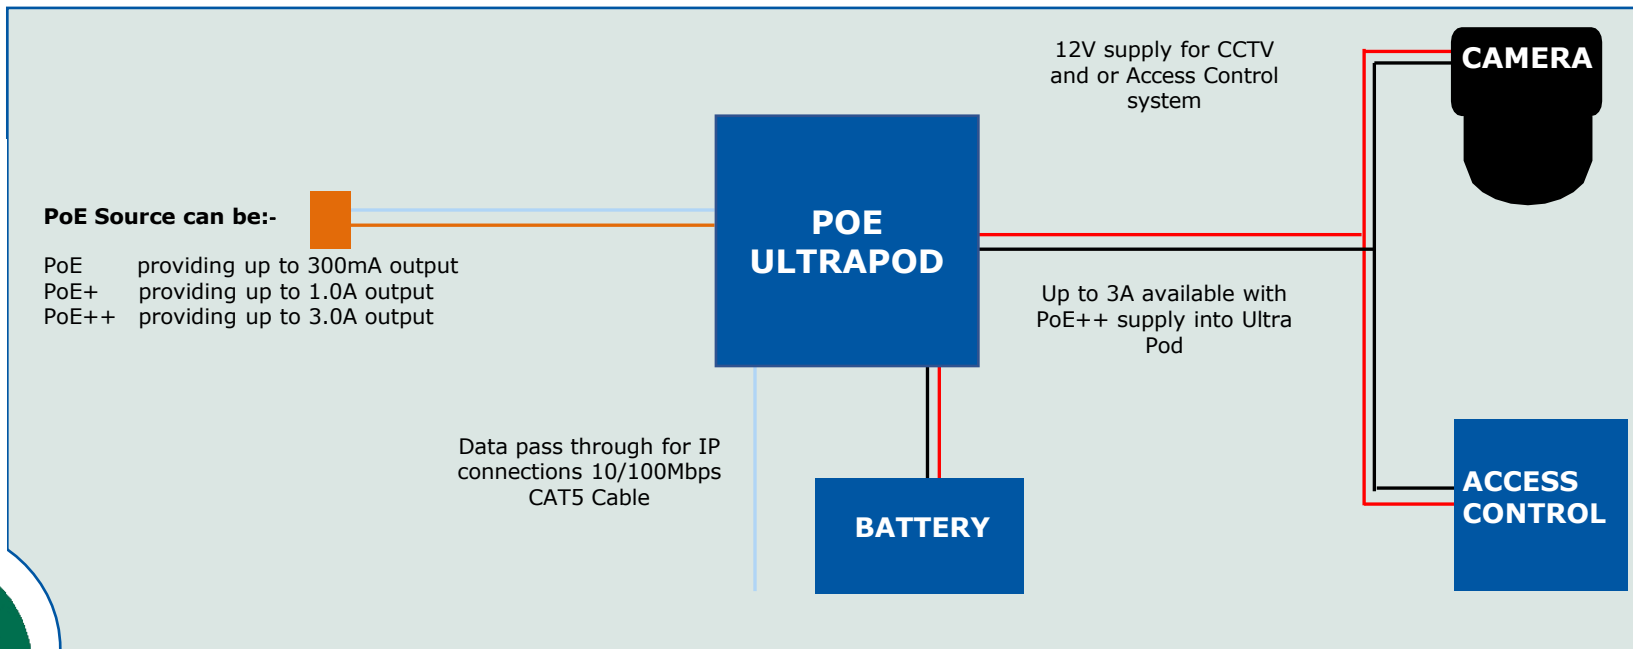 12V supply for CCTV
and or Access Control
system
CAMERA
PoE Source can be:-
PoE providing up to 300mA output
PoE+ providing up to 1.0A output
PoE++ providing up to 3.0A output
POE
ULTRAPOD
Up to 3A available with
PoE++ supply into Ultra
Pod
Data pass through for IP
connections 10/100Mbps
CAT5 Cable
BATTERY
ACCESS
CONTROL